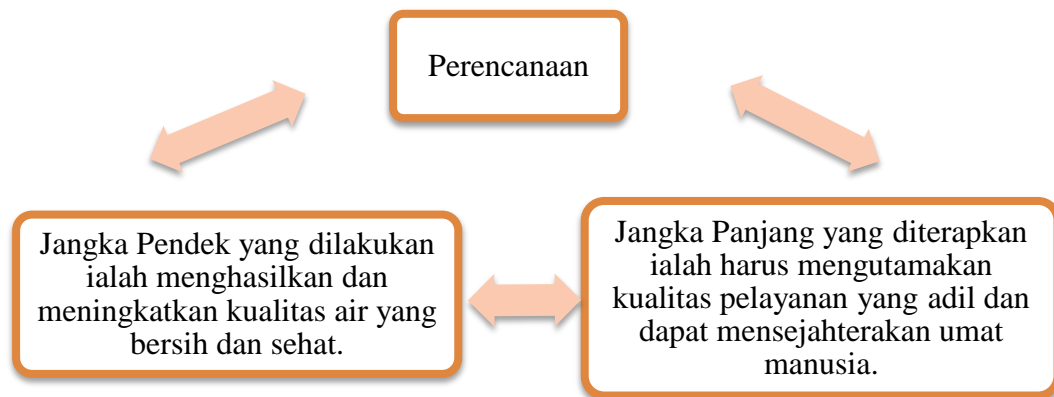 Perencanaan
Jangka Pendek yang dilakukan
ialah menghasilkan dan
meningkatkan kualitas air yang
bersih dan sehat.
Jangka Panjang yang diterapkan
ialah harus mengutamakan
kualitas pelayanan yang adil dan
dapat mensejahterakan umat
manusia.